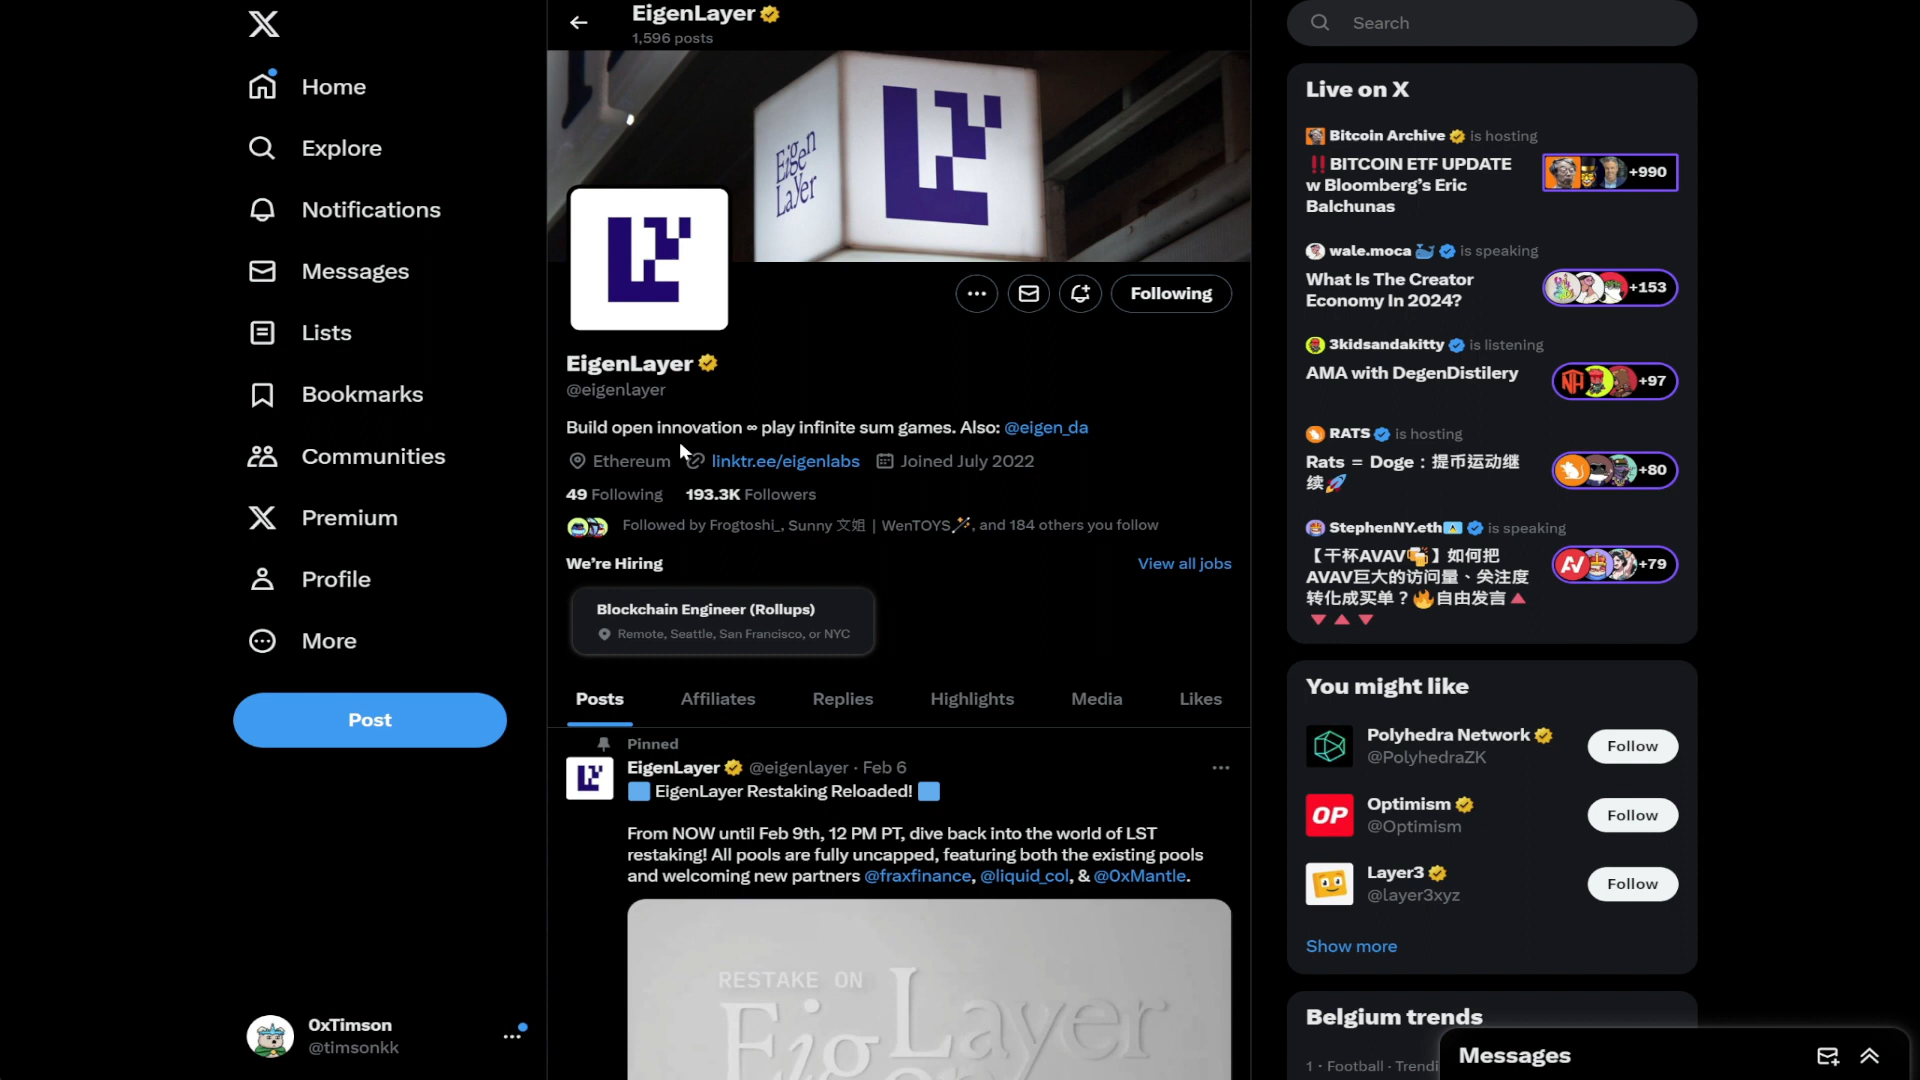 Home
Explore
Notifications
Messages
Lists
Bookmarks
Communities
Premium
Profile
More
Post
0xTimson
@timsonkk
EigenLayer
1,596 posts
Eigen
Layer
Following
EigenLayer
@eigenlayer
Build open innovation ∞ play infinite sum games. Also: @eigen_da
Ethereum linktr.ee/eigenlabs Joined July 2022
49 Following 193.3K Followers
Followed by Frogtoshi_, Sunny 文姐 | WenTOYS🪄, and 184 others you follow
We're Hiring
View all jobs
Blockchain Engineer (Rollups)
Remote, Seattle, San Francisco, or NYC
Posts Affiliates Replies Highlights Media Likes
Pinned
EigenLayer @eigenlayer · Feb 6
🟦 EigenLayer Restaking Reloaded! 🟦
From NOW until Feb 9th, 12 PM PT, dive back into the world of LST
restaking! All pools are fully uncapped, featuring both the existing pools
and welcoming new partners @fraxfinance, @liquid_col, & @0xMantle.
RESTAKE ON
EigenLayer
Search
Live on X
Bitcoin Archive is hosting
‼️BITCOIN ETF UPDATE
w Bloomberg's Eric
Balchunas
+990
wale.moca 🐳 is speaking
What Is The Creator
Economy In 2024?
+153
3kidsandakitty is listening
AMA with DegenDistilery
+97
RATS is hosting
Rats = Doge：提币运动继
续🚀
+80
StephenNY.eth is speaking
【干杯AVAV🍻】如何把
AVAV巨大的访问量、关注度
转化成买单？🔥自由发言🔺
🔻🔺🔻
+79
You might like
Polyhedra Network
@PolyhedraZK
Follow
Optimism
@Optimism
Follow
OP
Layer3
@layer3xyz
Follow
Show more
Belgium trends
1 · Football · Trendi
Messages